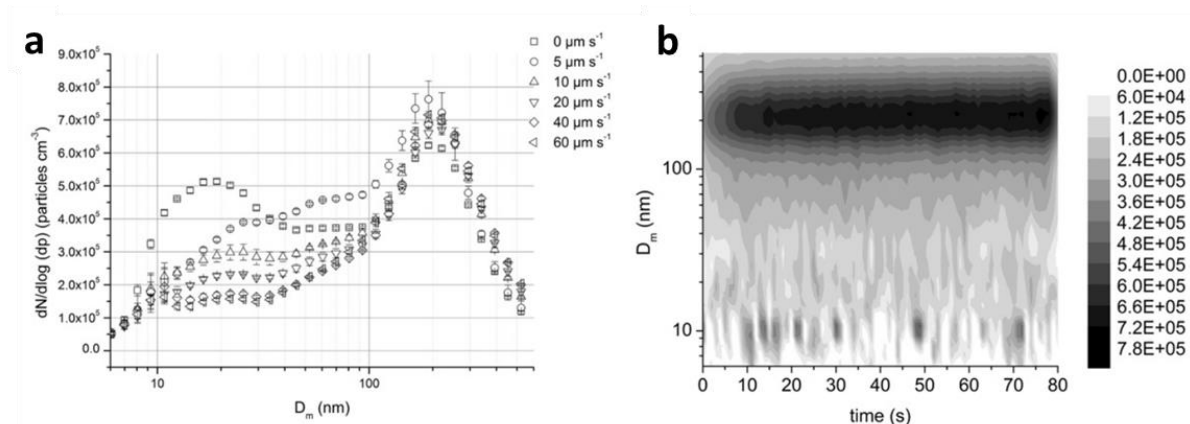 a
9.0x10⁵
8.0x10⁵
7.0x10⁵
6.0x10⁵
5.0x10⁵
4.0x10⁵
3.0x10⁵
2.0x10⁵
1.0x10⁵
0.0
dN/dlog (dp) (particles cm⁻³)
10
100
Dₘ (nm)
0 µm s⁻¹
5 µm s⁻¹
10 µm s⁻¹
20 µm s⁻¹
40 µm s⁻¹
60 µm s⁻¹
b
100
10
Dₘ (nm)
0 10 20 30 40 50 60 70 80
time (s)
0.0E+00
6.0E+04
1.2E+05
1.8E+05
2.4E+05
3.0E+05
3.6E+05
4.2E+05
4.8E+05
5.4E+05
6.0E+05
6.6E+05
7.2E+05
7.8E+05